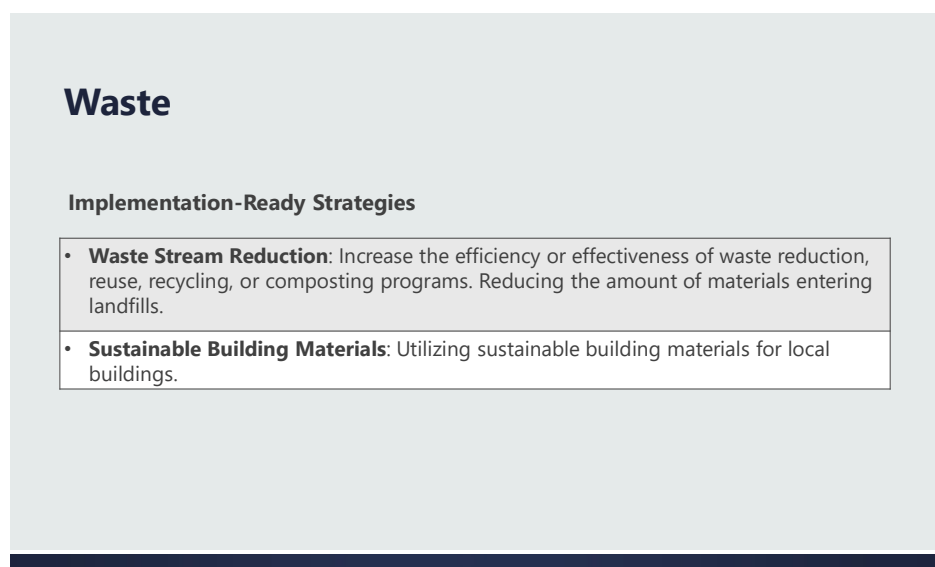 Waste
Implementation-Ready Strategies
• Waste Stream Reduction: Increase the efficiency or effectiveness of waste reduction,
reuse, recycling, or composting programs. Reducing the amount of materials entering
landfills.
• Sustainable Building Materials: Utilizing sustainable building materials for local
buildings.